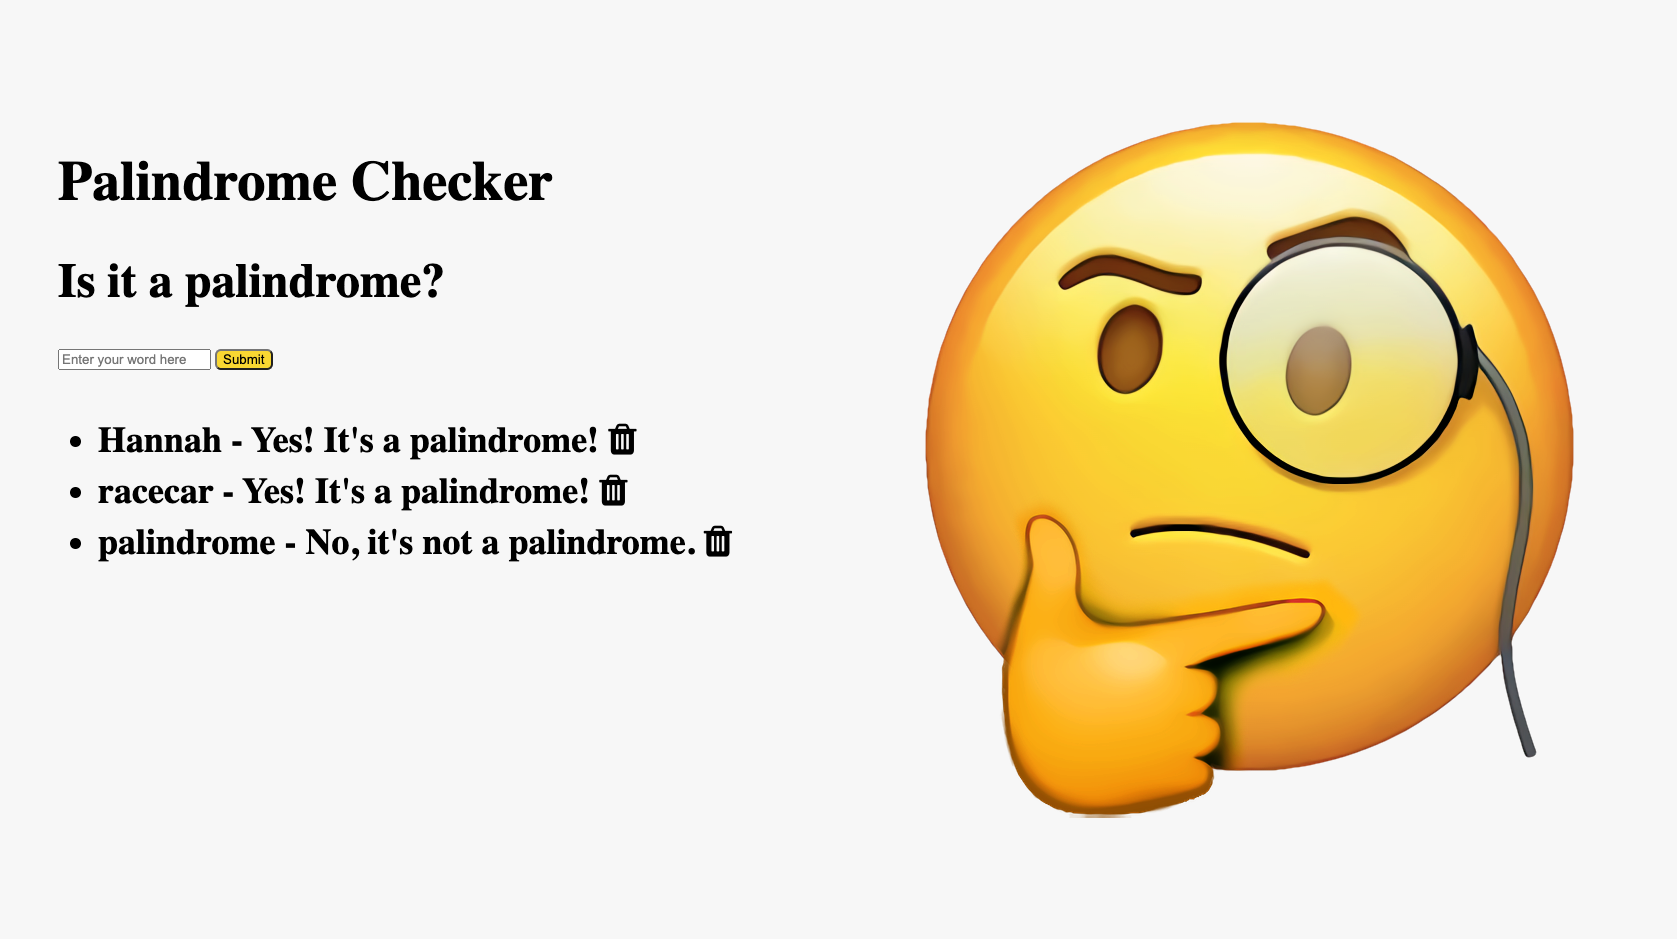 Palindrome Checker
Is it a palindrome?
Enter your word here Submit
• Hannah - Yes! It's a palindrome!
• racecar - Yes! It's a palindrome!
• palindrome - No, it's not a palindrome.